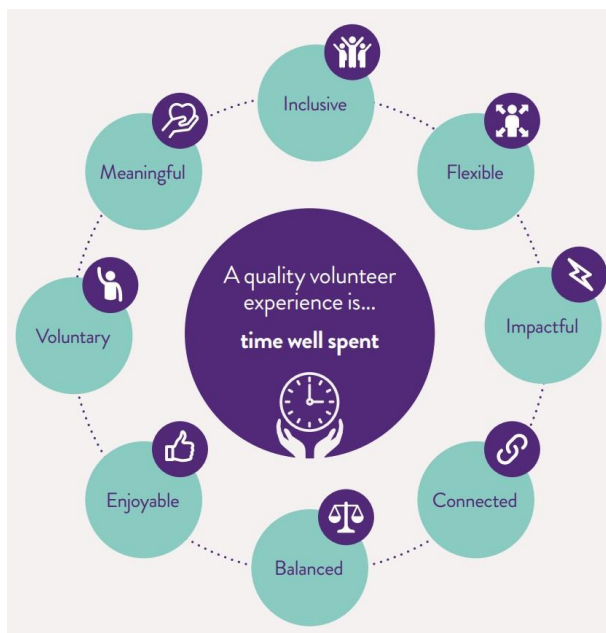 Inclusive
Flexible
Impactful
Connected
Balanced
Enjoyable
Voluntary
Meaningful
A quality volunteer
experience is...
time well spent